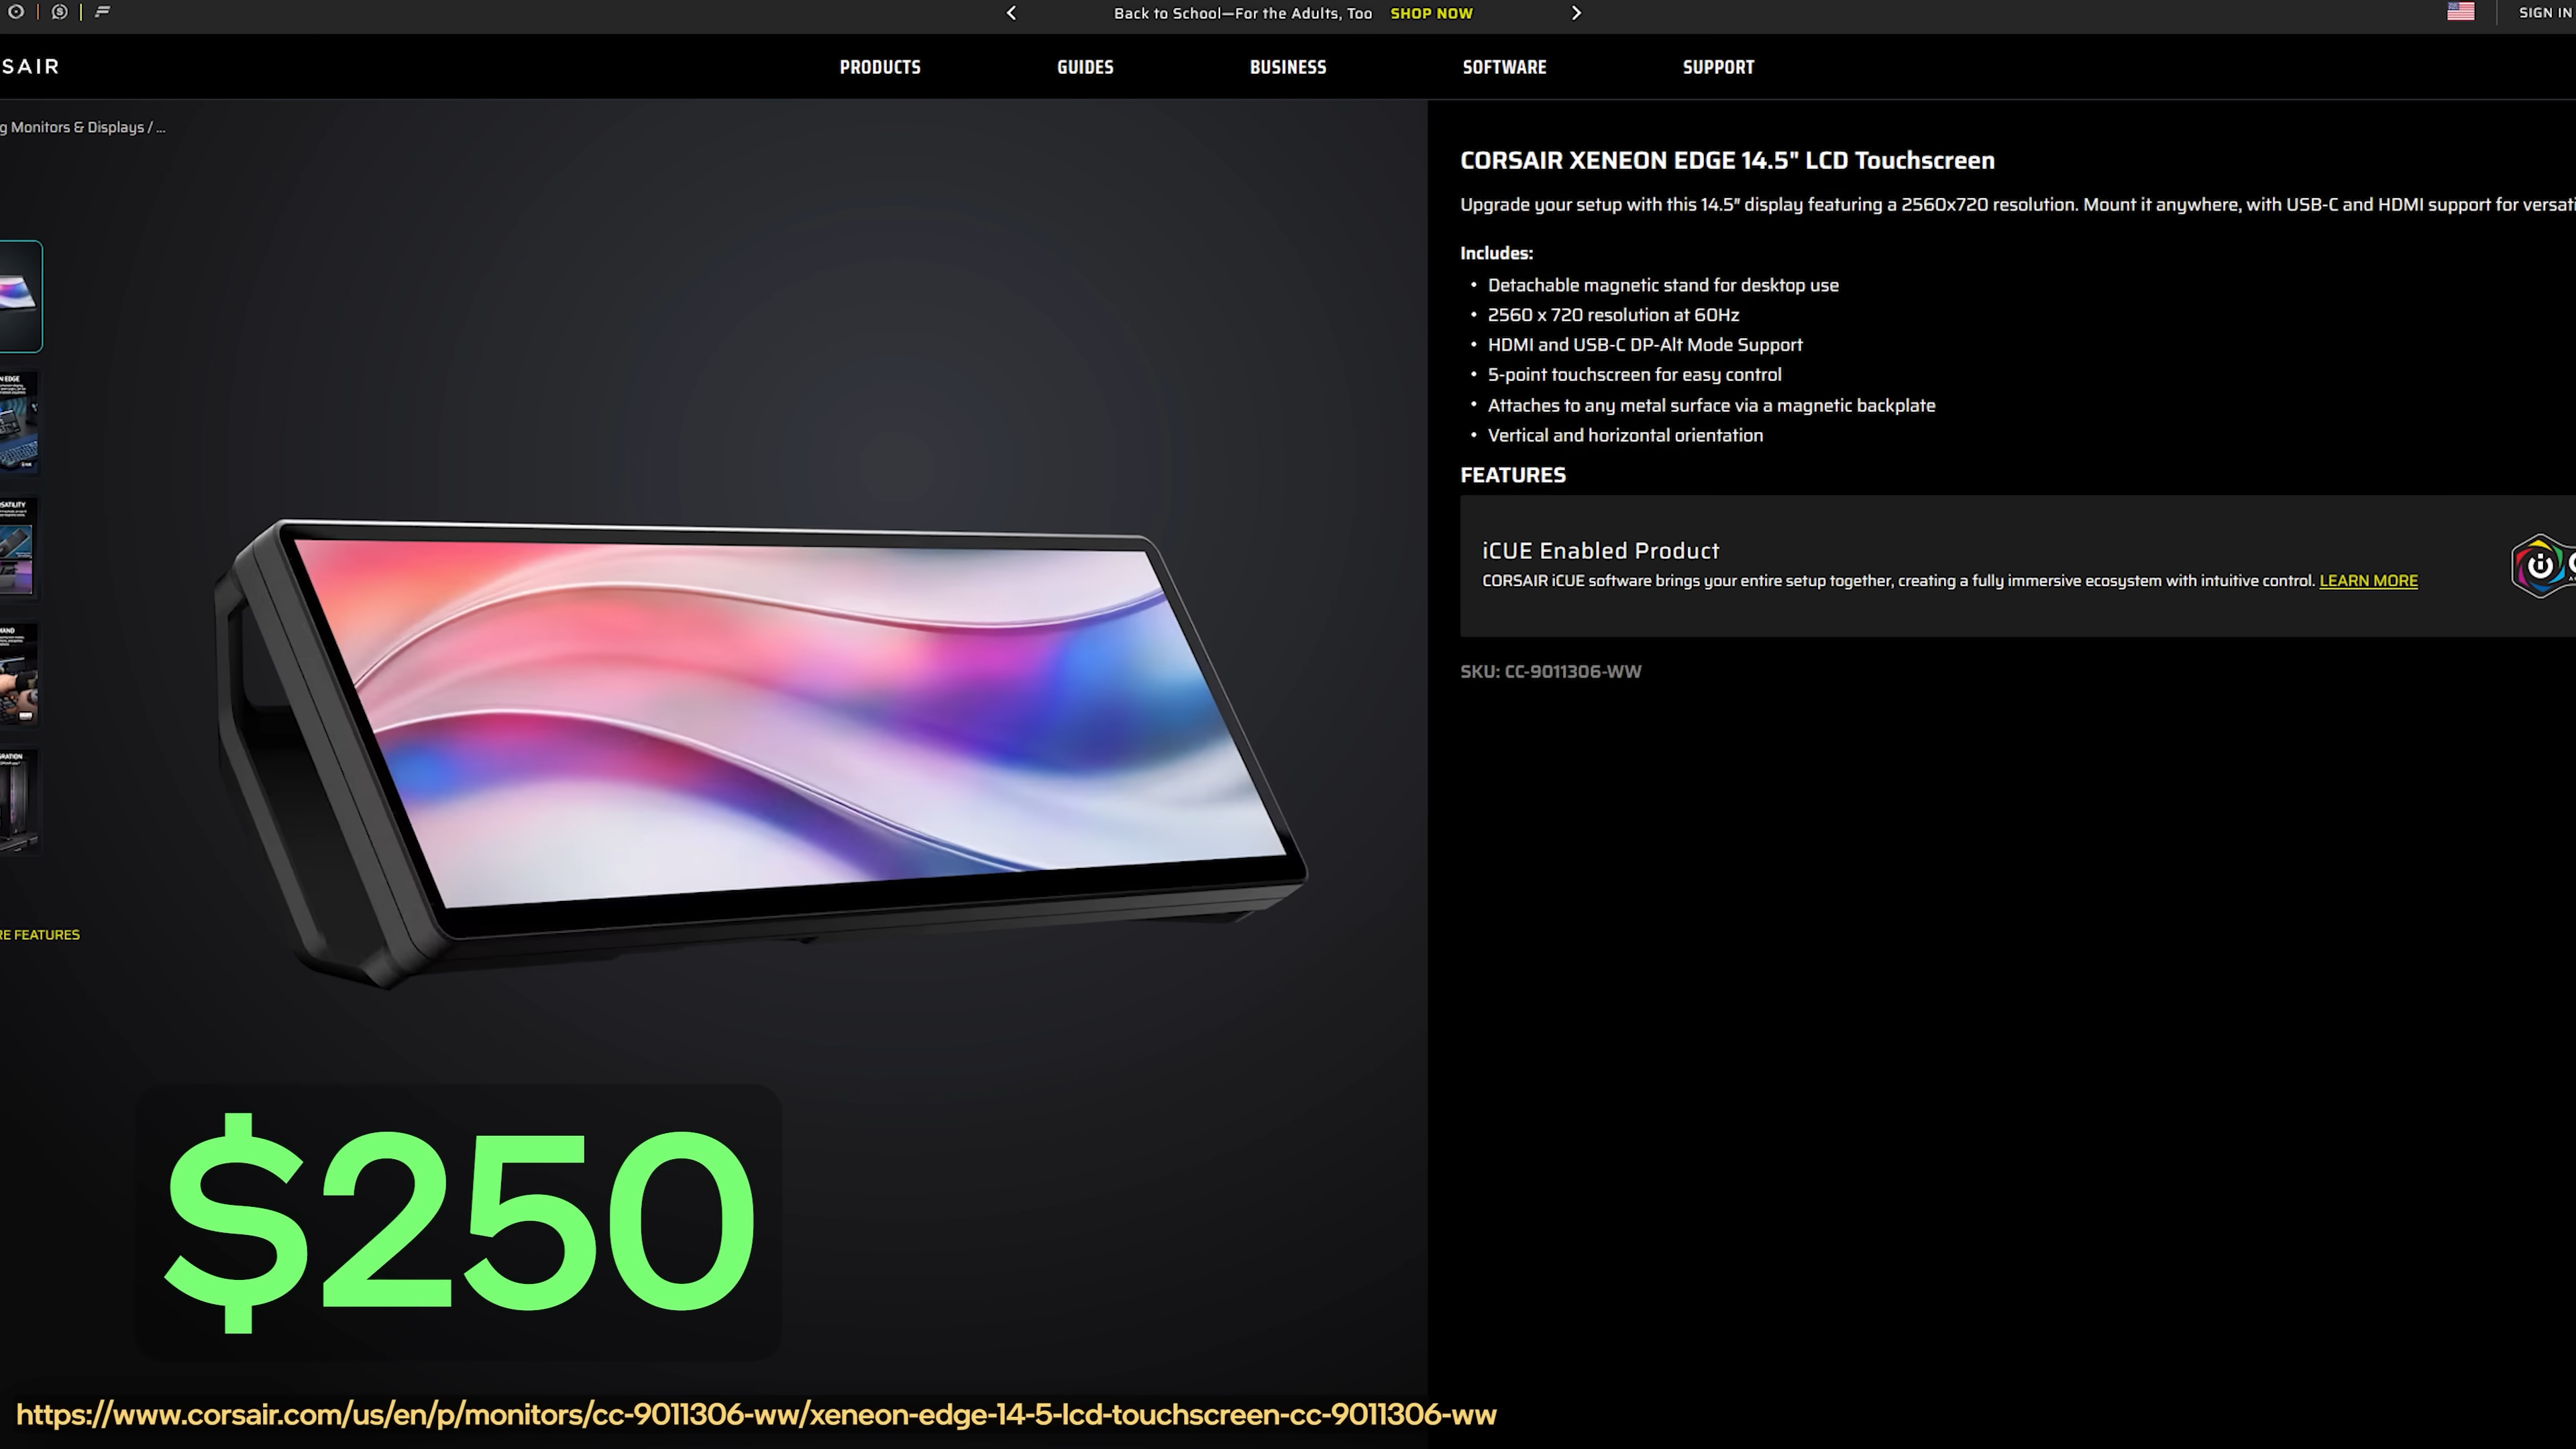 Back to School—For the Adults, Too SHOP NOW
SIGN IN
SAIR
PRODUCTS GUIDES BUSINESS SOFTWARE SUPPORT
g Monitors & Displays / ...
CORSAIR XENEON EDGE 14.5" LCD Touchscreen
Upgrade your setup with this 14.5" display featuring a 2560x720 resolution. Mount it anywhere, with USB-C and HDMI support for versati
Includes:
• Detachable magnetic stand for desktop use
• 2560 x 720 resolution at 60Hz
• HDMI and USB-C DP-Alt Mode Support
• 5-point touchscreen for easy control
• Attaches to any metal surface via a magnetic backplate
• Vertical and horizontal orientation
FEATURES
iCUE Enabled Product
CORSAIR iCUE software brings your entire setup together, creating a fully immersive ecosystem with intuitive control. LEARN MORE
SKU: CC-9011306-WW
N EDGE
SATILITY
MAND
GRATION
RE FEATURES
$250
https://www.corsair.com/us/en/p/monitors/cc-9011306-ww/xeneon-edge-14-5-lcd-touchscreen-cc-9011306-ww